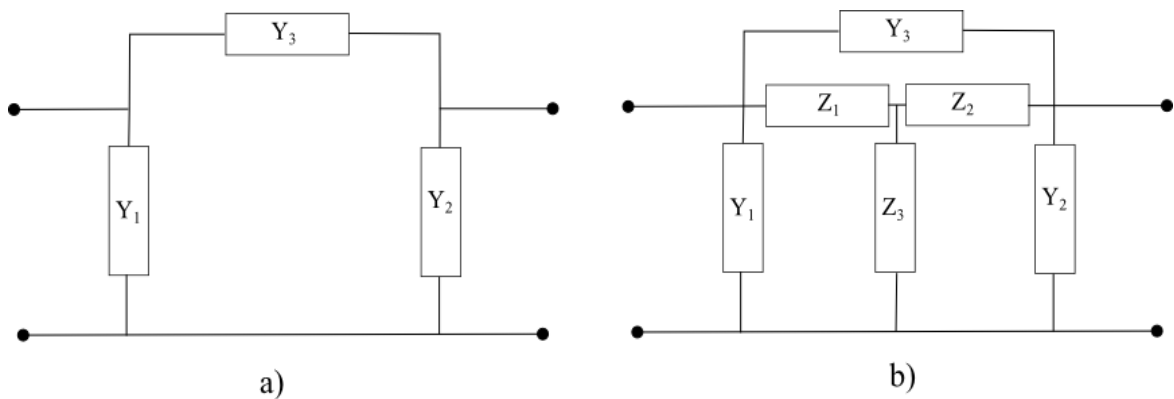 Y₃
Y₁
Y₂
a)
Y₃
Z₁
Z₂
Y₁
Z₃
Y₂
b)